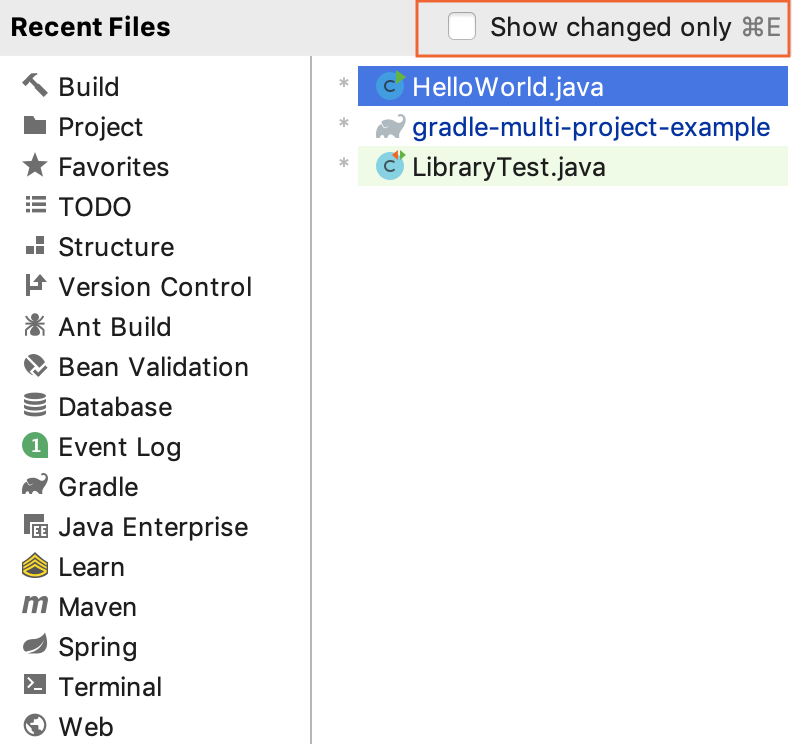 Recent Files
Show changed only ⌘E
Build
Project
Favorites
TODO
Structure
Version Control
Ant Build
Bean Validation
Database
1 Event Log
Gradle
EE Java Enterprise
Learn
m Maven
Spring
>_ Terminal
Web
* C HelloWorld.java
* gradle-multi-project-example
* C LibraryTest.java